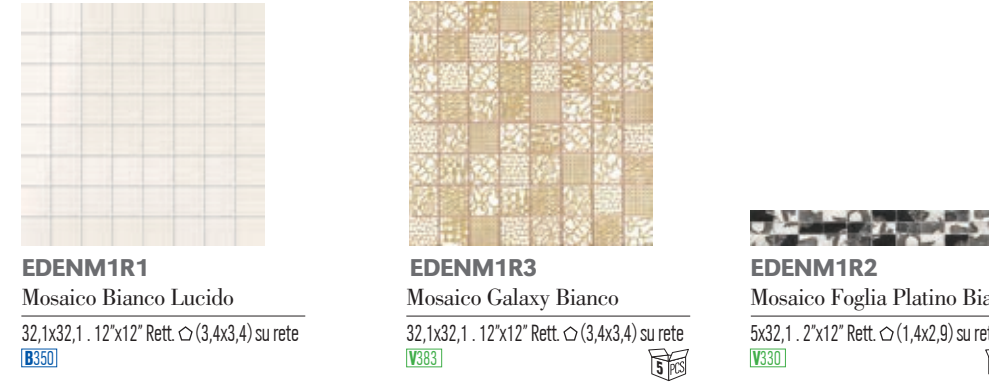 EDENM1R1
Mosaico Bianco Lucido
32,1x32,1 . 12"x12" Rett. (3,4x3,4) su rete
B350
EDENM1R3
Mosaico Galaxy Bianco
32,1x32,1 . 12"x12" Rett. (3,4x3,4) su rete
V383
5 PCS
EDENM1R2
Mosaico Foglia Platino
5x32,1 . 2"x12" Rett. (1,4x2,9) su
V330